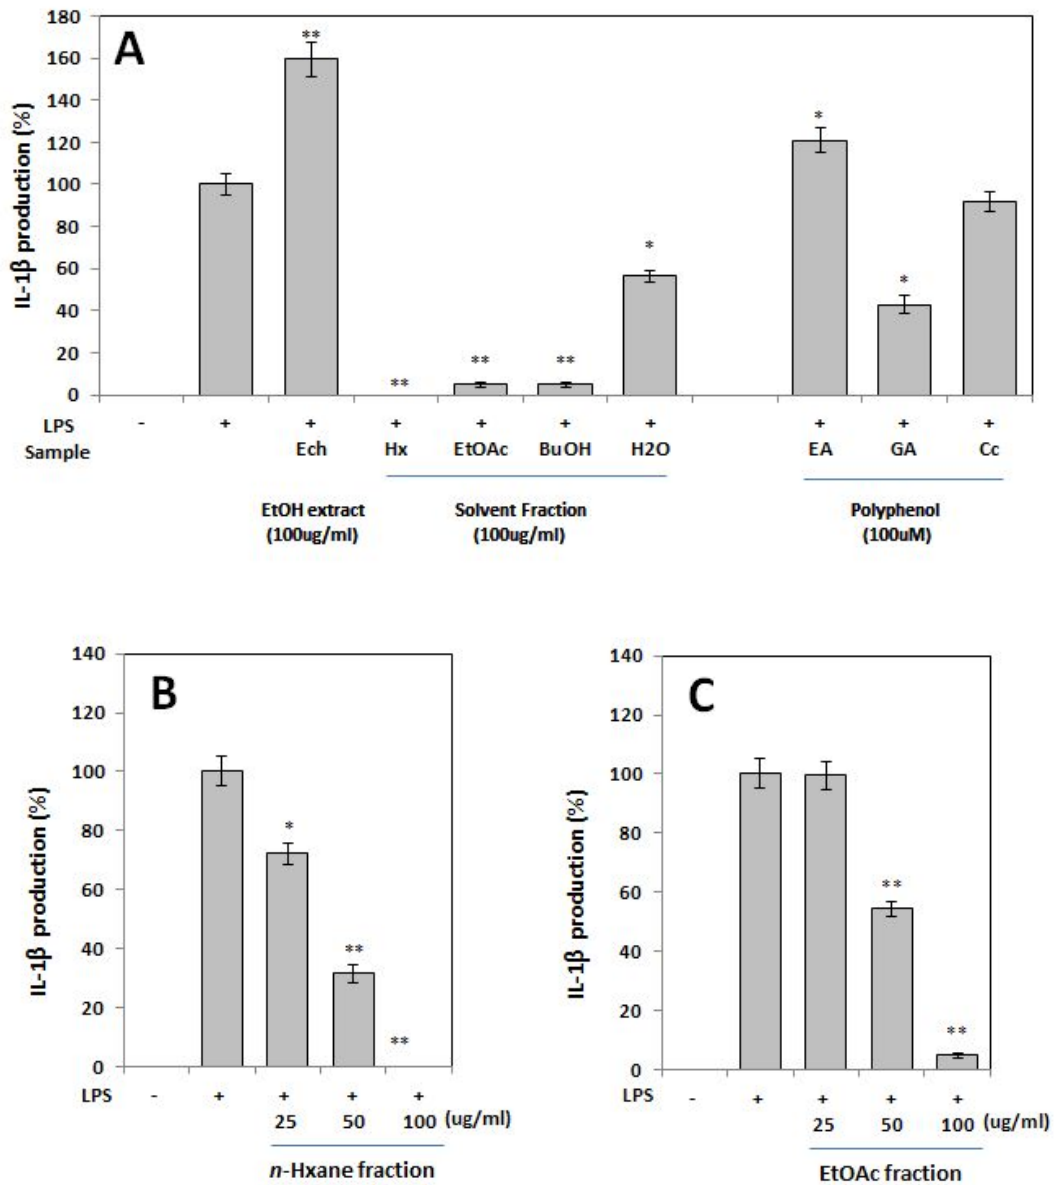 A
IL-1β production (%)
180
160
140
120
100
80
60
40
20
0
**
**
**
**
*
*
*
LPS - + + + + + + + + +
Sample Ech Hx EtOAc BuOH H2O EA GA Cc
EtOH extract Solvent Fraction Polyphenol
(100ug/ml) (100ug/ml) (100uM)
B
IL-1β production (%)
140
120
100
80
60
40
20
0
*
**
**
LPS - + + + +
25 50 100 (ug/ml)
n-Hxane fraction
C
IL-1β production (%)
140
120
100
80
60
40
20
0
**
**
LPS - + + + +
25 50 100 (ug/ml)
EtOAc fraction